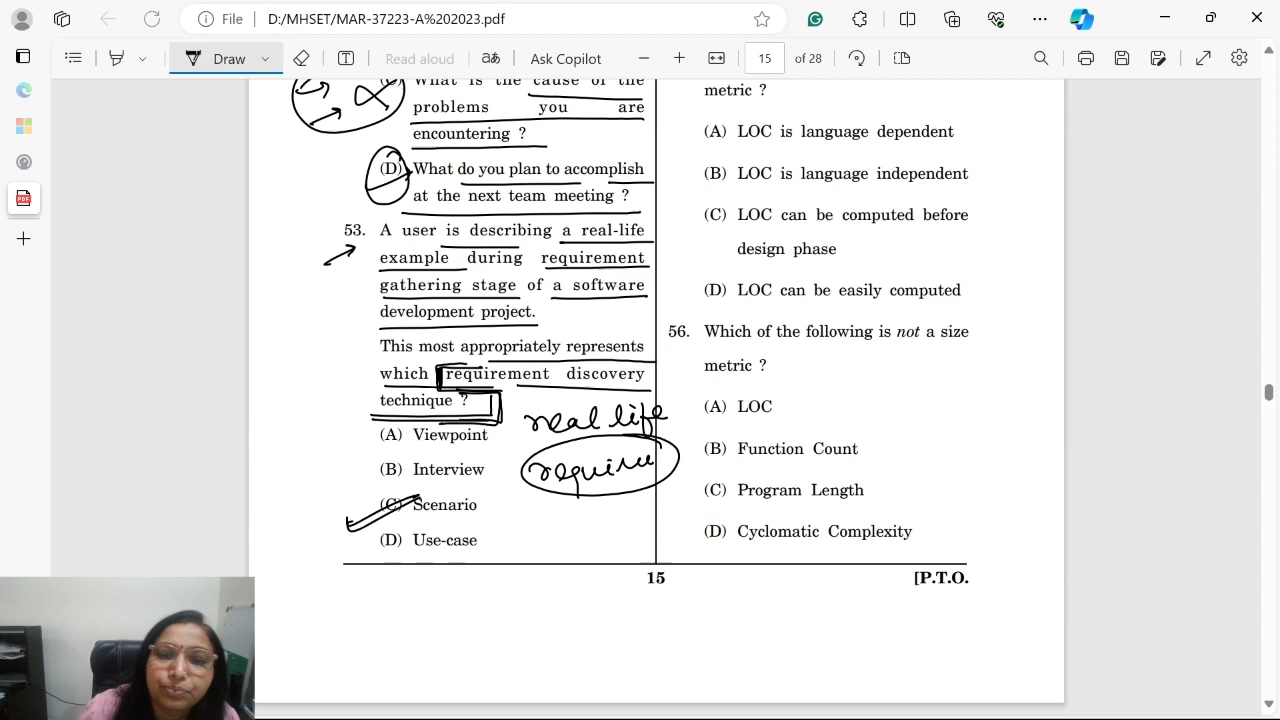 File
D:/MHSET/MAR-37223-A%202023.pdf
Draw
Read aloud
aあ
Ask Copilot
15
of 28
What is the cause of the
problems you are
encountering ?
(D) What do you plan to accomplish
at the next team meeting ?
53. A user is describing a real-life
example during requirement
gathering stage of a software
development project.
This most appropriately represents
which requirement discovery
technique ?
(A) Viewpoint
(B) Interview
(C) Scenario
(D) Use-case
real life
require
metric ?
(A) LOC is language dependent
(B) LOC is language independent
(C) LOC can be computed before
design phase
(D) LOC can be easily computed
56. Which of the following is not a size
metric ?
(A) LOC
(B) Function Count
(C) Program Length
(D) Cyclomatic Complexity
15
[P.T.O.